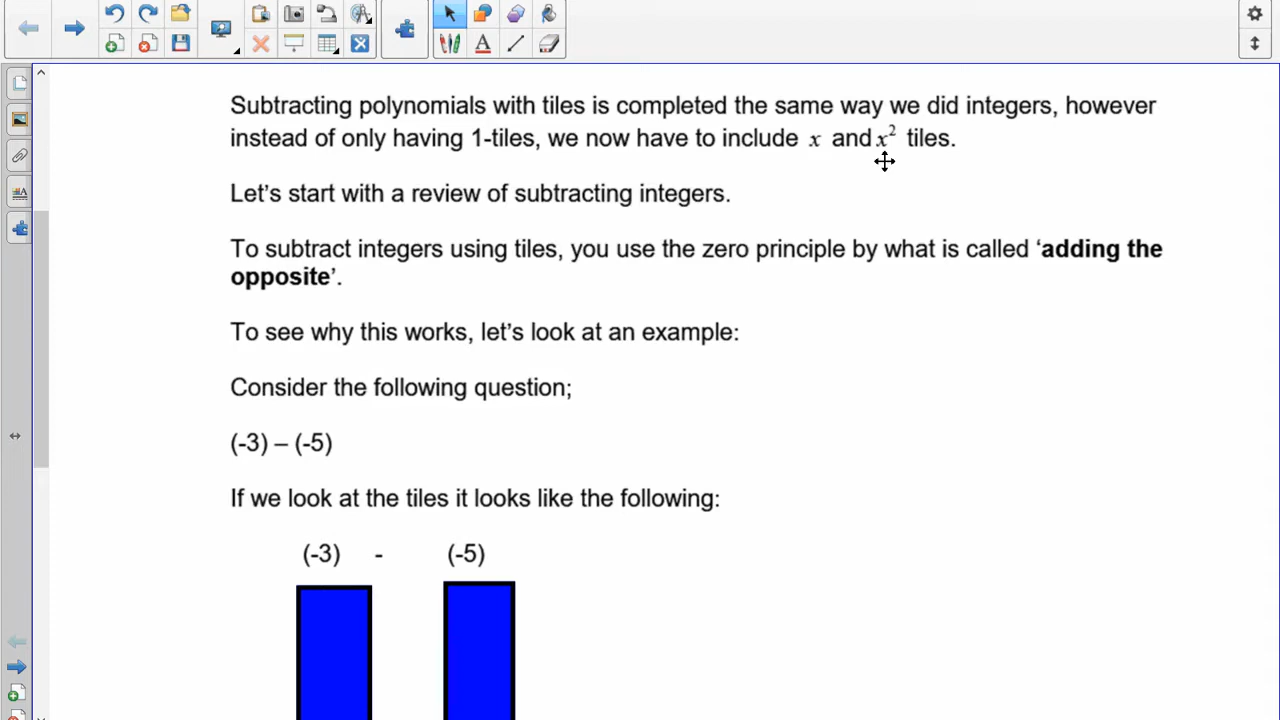 Subtracting polynomials with tiles is completed the same way we did integers, however
instead of only having 1-tiles, we now have to include x and x² tiles.
Let's start with a review of subtracting integers.
To subtract integers using tiles, you use the zero principle by what is called ‘adding the
opposite’.
To see why this works, let's look at an example:
Consider the following question;
(-3) – (-5)
If we look at the tiles it looks like the following:
(-3) - (-5)